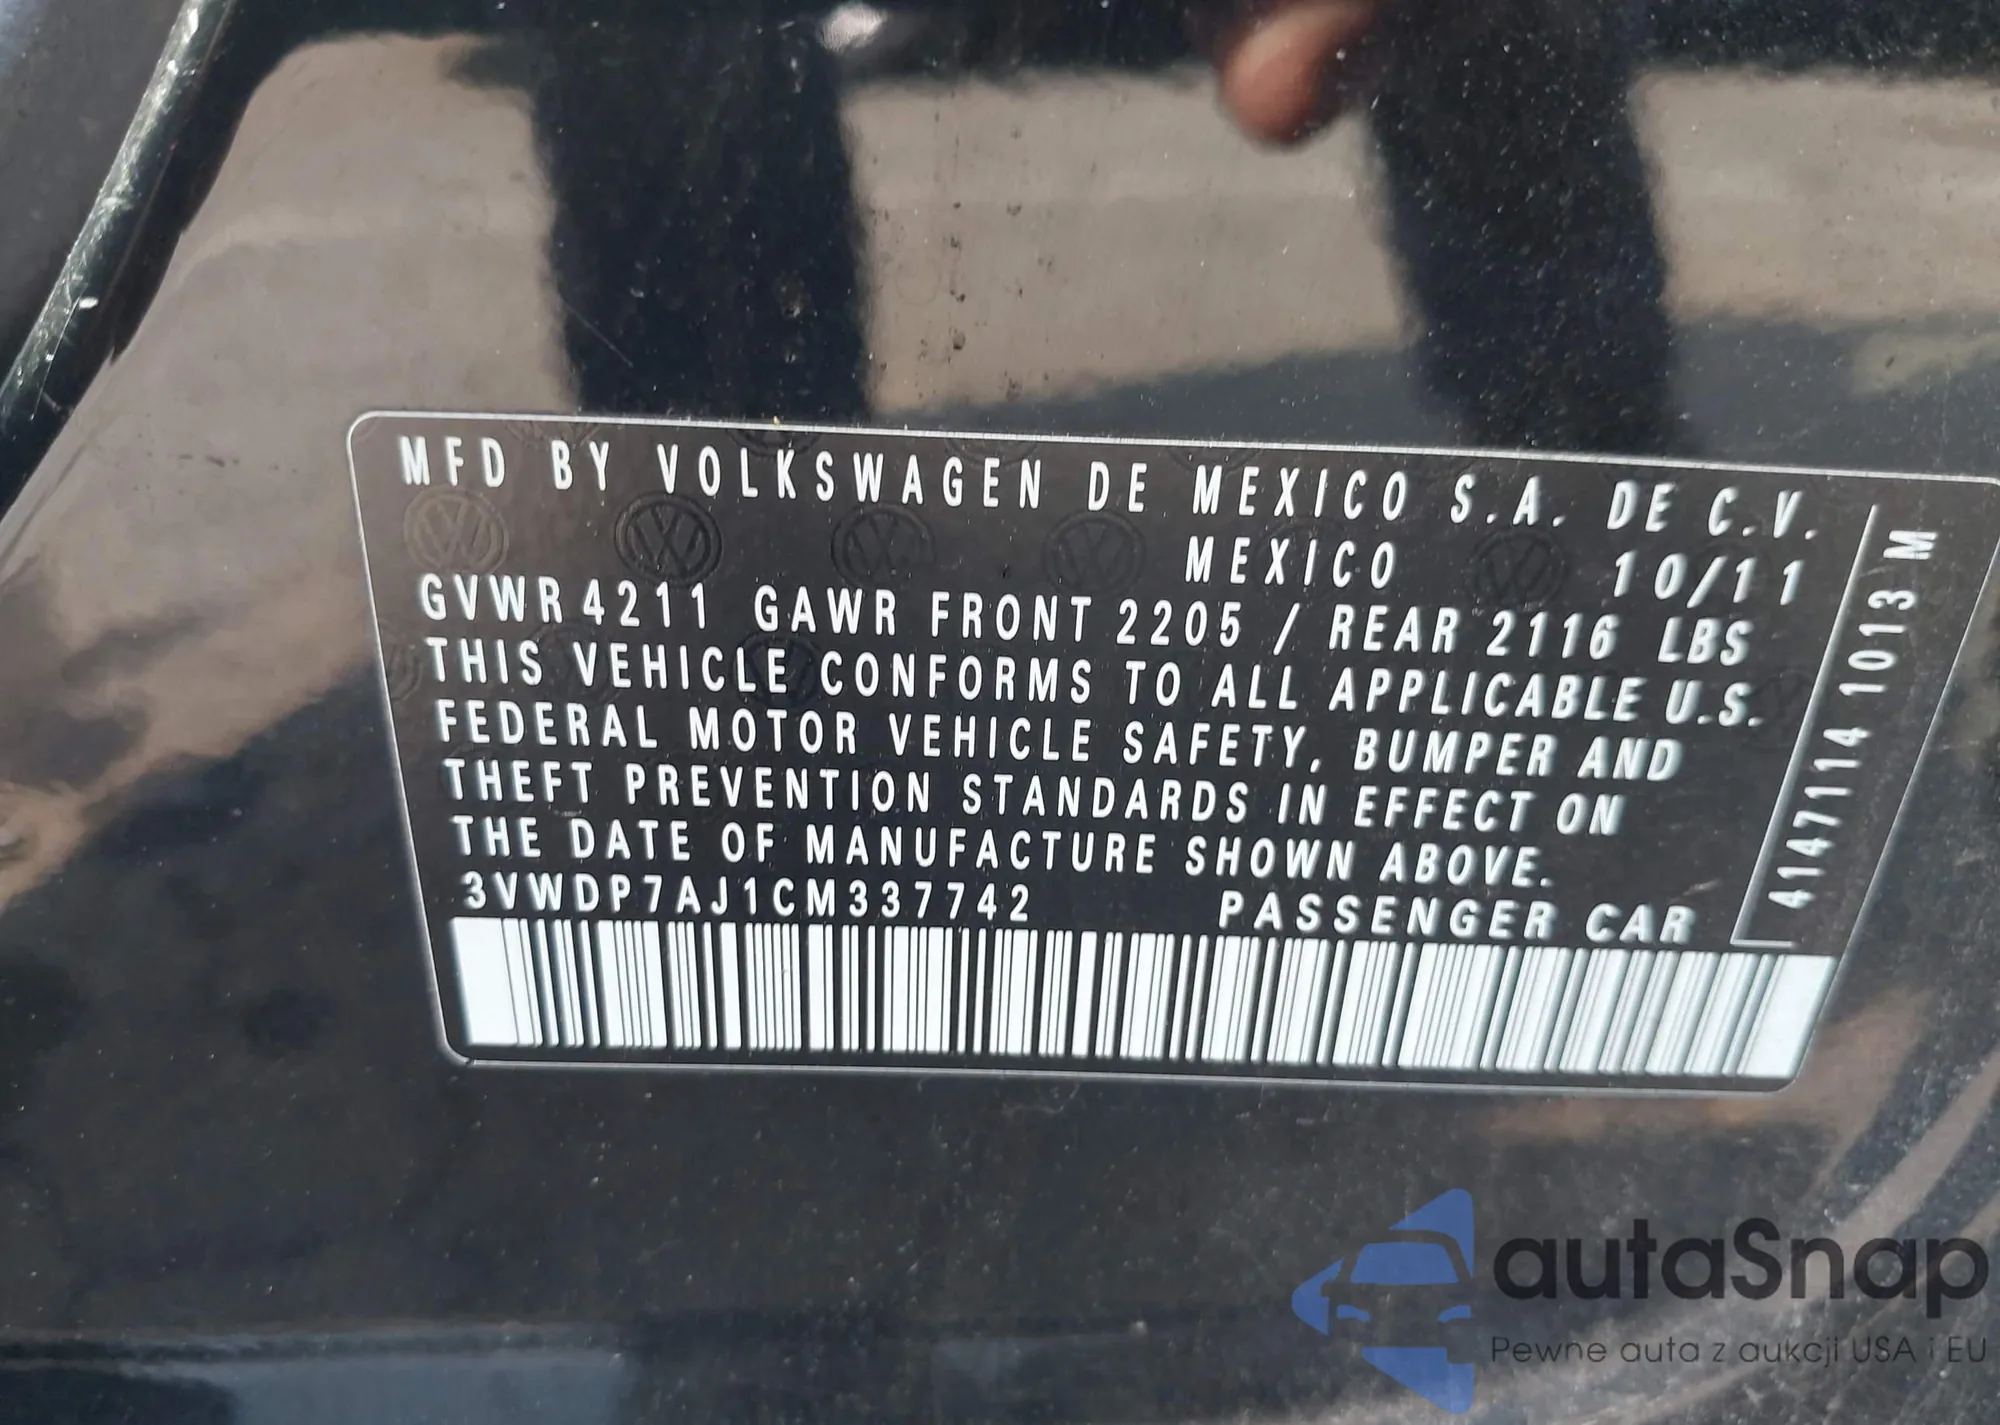 MFD BY VOLKSWAGEN DE MEXICO S.A. DE C.V.
MEXICO 10/11
GVWR 4211 GAWR FRONT 2205 / REAR 2116 LBS
THIS VEHICLE CONFORMS TO ALL APPLICABLE U.S.
FEDERAL MOTOR VEHICLE SAFETY, BUMPER AND
THEFT PREVENTION STANDARDS IN EFFECT ON
THE DATE OF MANUFACTURE SHOWN ABOVE.
3VWDP7AJ1CM337742 PASSENGER CAR
4147114 1013 M
autaSnap
Pewne auta z aukcji USA i EU